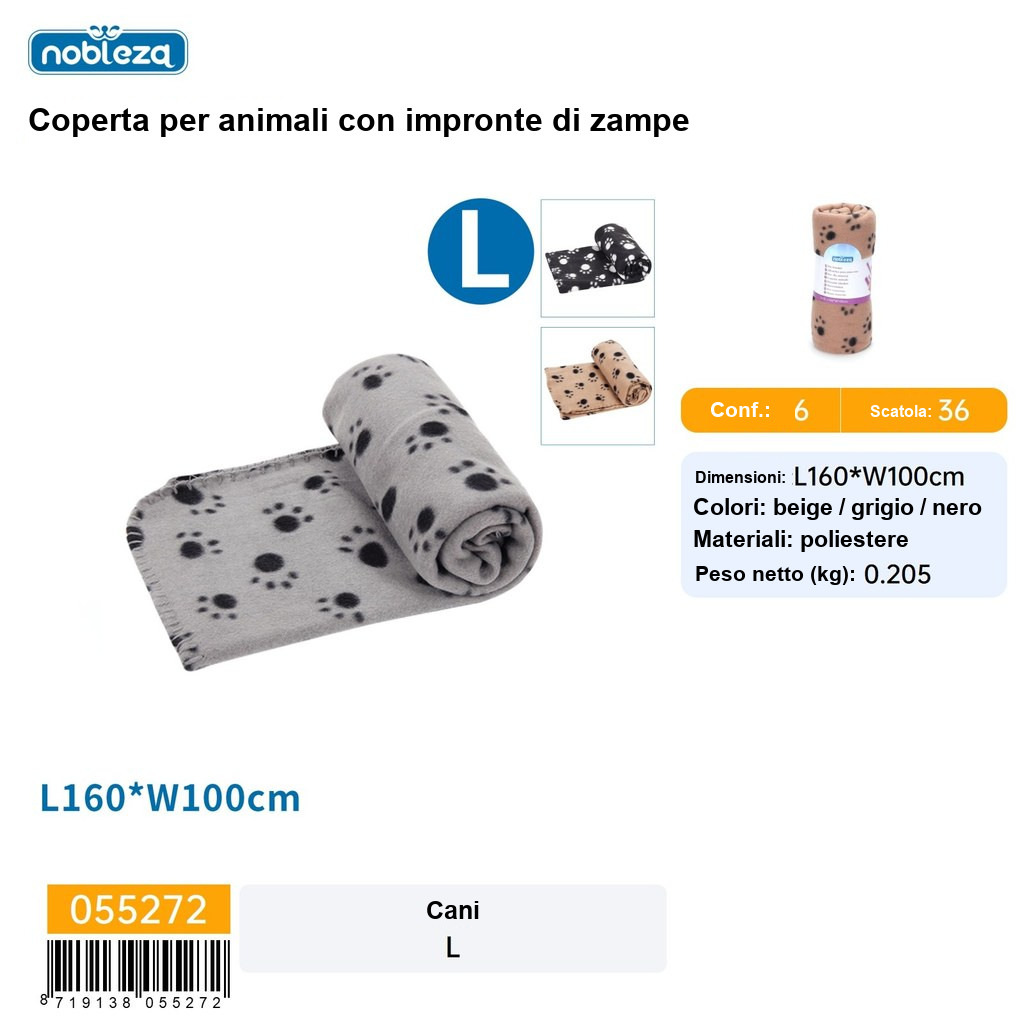 nobleza
Coperta per animali con impronte di zampe
L
nobleza
Conf.: 6
Scatola: 36
Dimensioni: L160*W100cm
Colori: beige / grigio / nero
Materiali: poliestere
Peso netto (kg): 0.205
L160*W100cm
055272
Cani
L
8 719138 055272